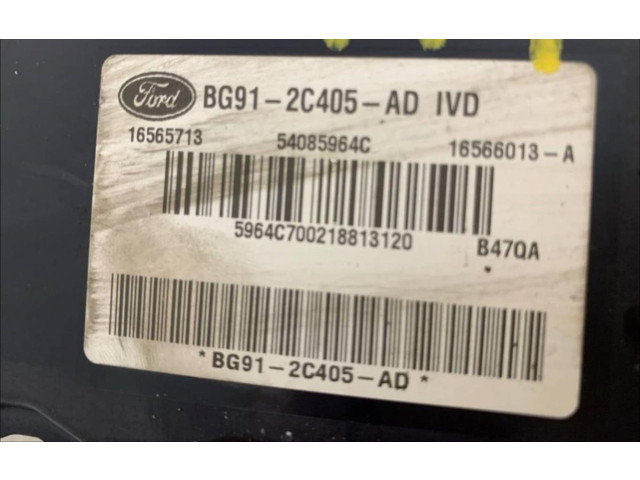 Ford BG91-2C405-AD IVD
16565713 54085964C 16566013-A
5964C700218813120 B47QA
*BG91-2C405-AD*